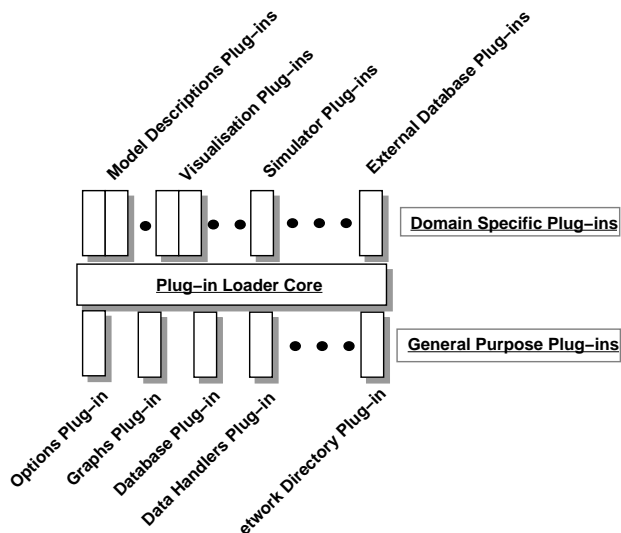 Model Descriptions Plug–ins
Visualisation Plug–ins
Simulator Plug–ins
External Database Plug–ins
Domain Specific Plug–ins
Plug–in Loader Core
General Purpose Plug–ins
Options Plug–in
Graphs Plug–in
Database Plug–in
Data Handlers Plug–in
etwork Directory Plug–in